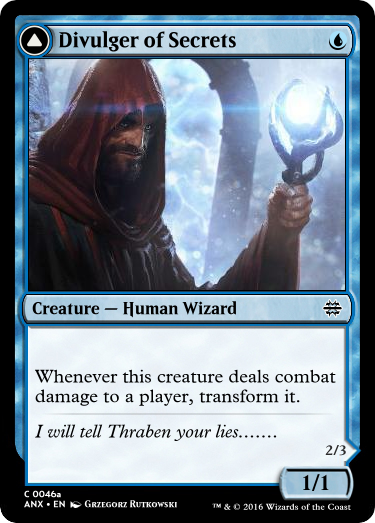 Divulger of Secrets
Creature — Human Wizard
Whenever this creature deals combat
damage to a player, transform it.
I will tell Thraben your lies.......
2/3
1/1
C 0046a
ANX • EN Grzegorz Rutkowski
™ & © 2016 Wizards of the Coast